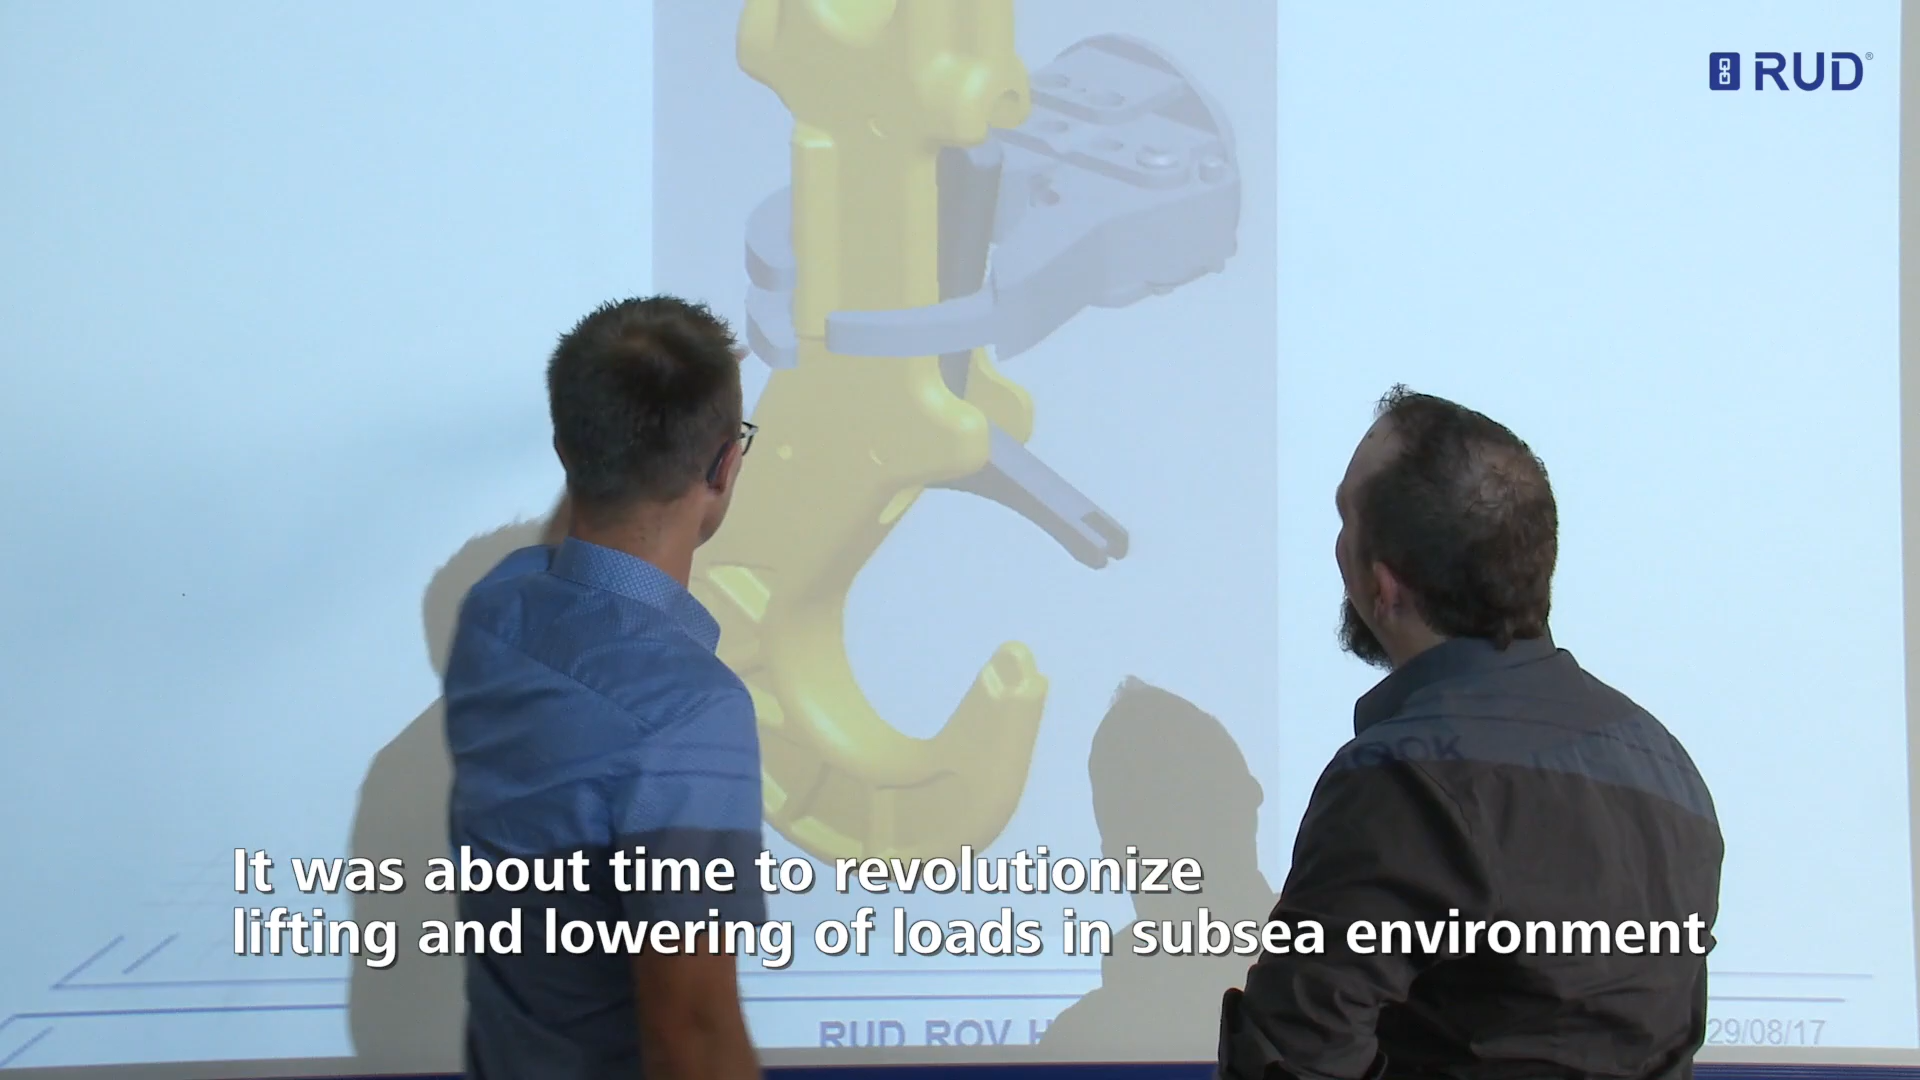 RUD®
It was about time to revolutionize
lifting and lowering of loads in subsea environment
RUD ROV H
29/08/17